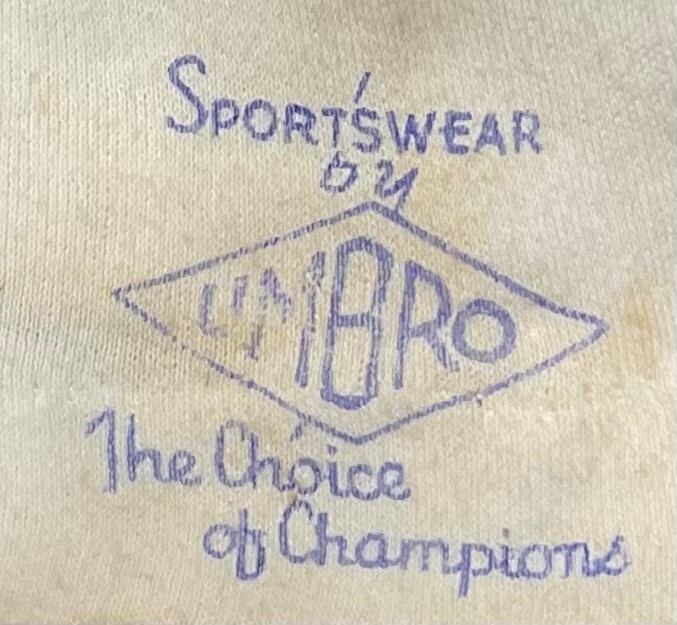 SPORTSWEAR
by
UMBRO
The Choice
of Champions